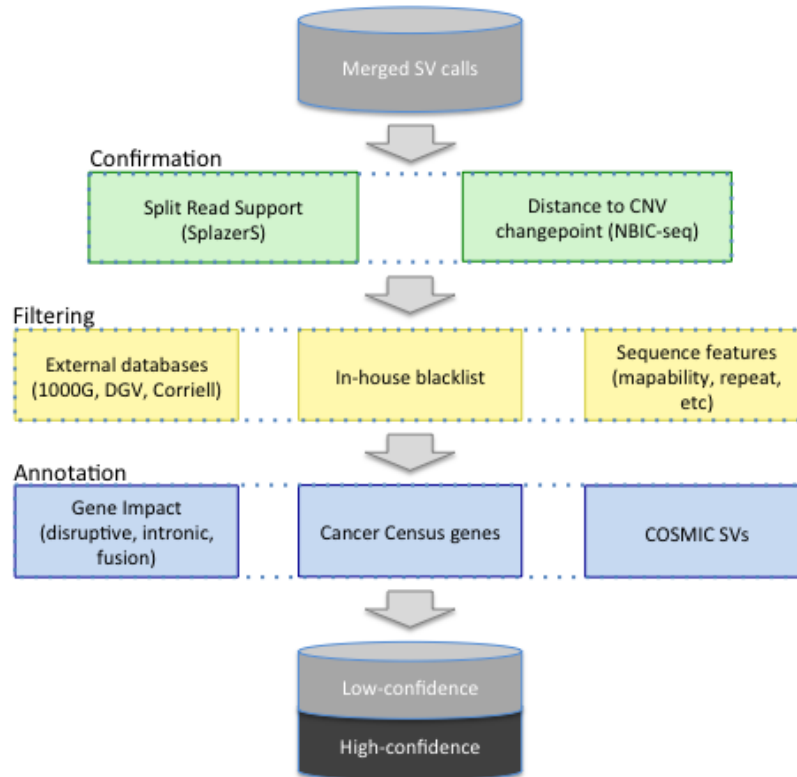 Merged SV calls
Confirmation
Split Read Support
(SplazerS)
Distance to CNV
changepoint (NBIC-seq)
Filtering
External databases
(1000G, DGV, Corriell)
In-house blacklist
Sequence features
(mapability, repeat,
etc)
Annotation
Gene Impact
(disruptive, intronic,
fusion)
Cancer Census genes
COSMIC SVs
Low-confidence
High-confidence